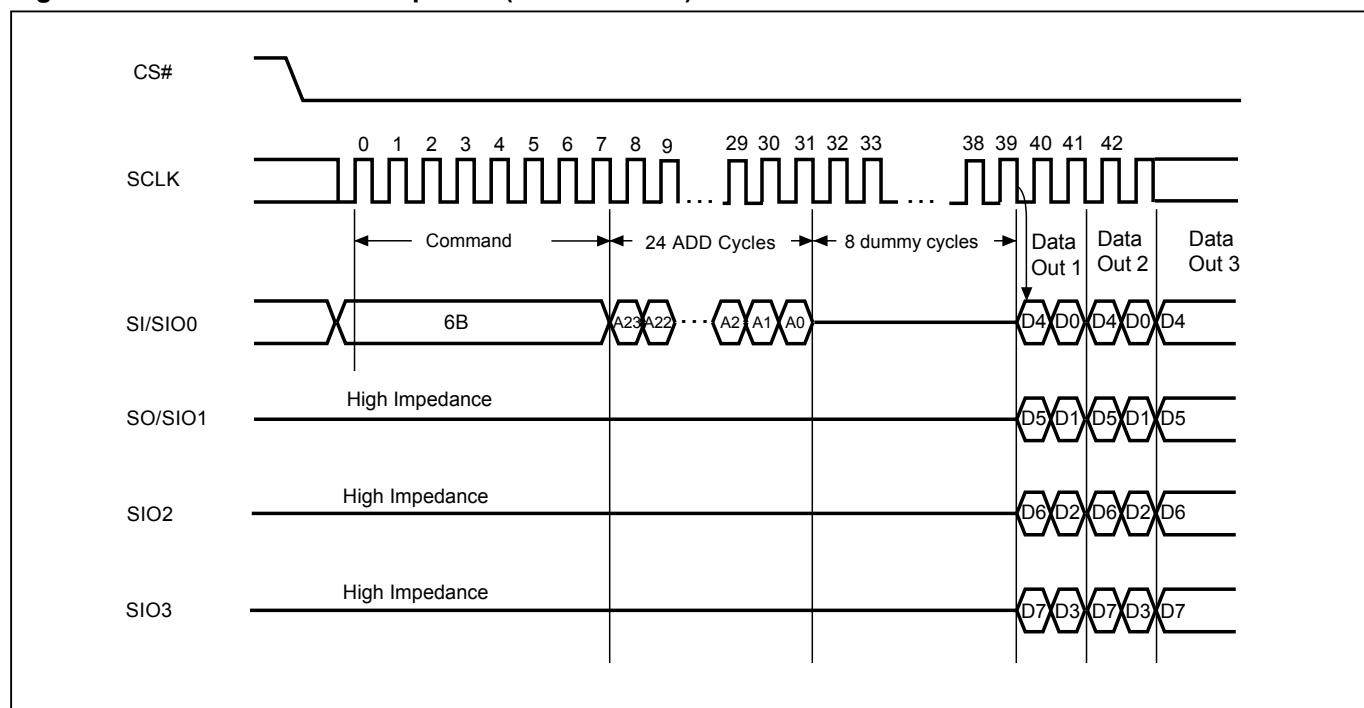 CS#
0 1 2 3 4 5 6 7 8 9 29 30 31 32 33 38 39 40 41 42
SCLK
Command 24 ADD Cycles 8 dummy cycles Data Out 1 Data Out 2 Data Out 3
SI/SIO0 6B A23 A22 A2 A1 A0 D4 D0 D4 D0 D4
High Impedance
SO/SIO1 D5 D1 D5 D1 D5
High Impedance
SIO2 D6 D2 D6 D2 D6
High Impedance
SIO3 D7 D3 D7 D3 D7